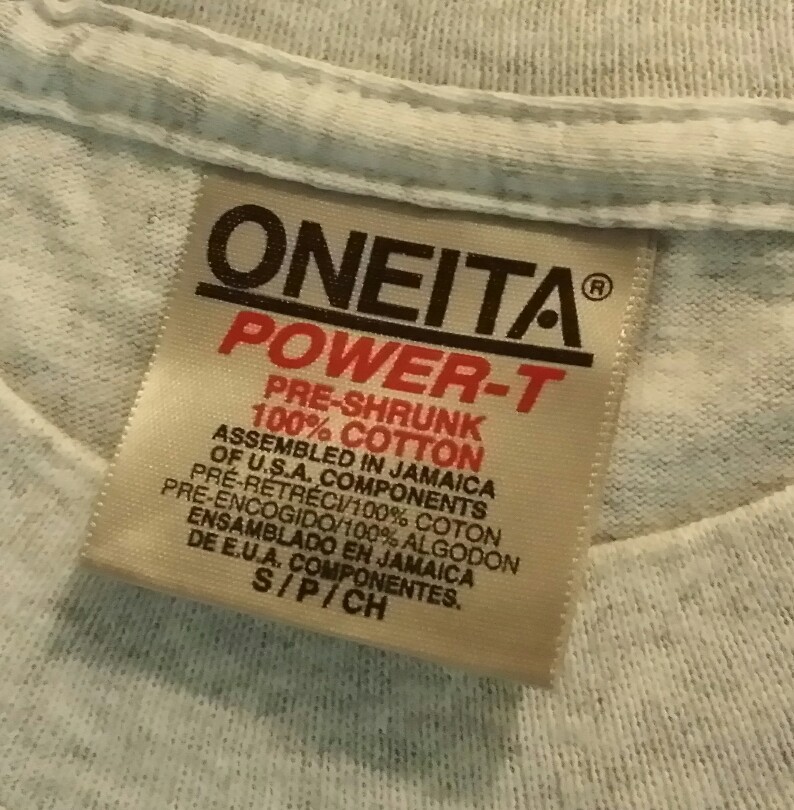 ONEITA®
POWER-T
PRE-SHRUNK
100% COTTON
ASSEMBLED IN JAMAICA
OF U.S.A. COMPONENTS
PRÉ-RÉTRÉCI/100% COTON
PRE-ENCOGIDO/100% ALGODON
ENSAMBLADO EN JAMAICA
DE E.U.A. COMPONENTES.
S / P / CH